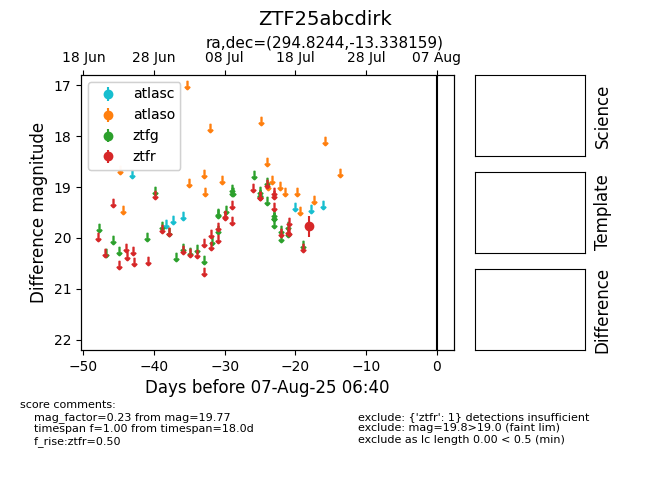 ZTF25abcdirk
ra,dec=(294.8244,-13.338159)
18 Jun 28 Jun 08 Jul 18 Jul 28 Jul 07 Aug
17
18
19
20
21
22
Difference magnitude
atlasc
atlaso
ztfg
ztfr
−50 −40 −30 −20 −10 0
Days before 07-Aug-25 06:40
Science
Template
Difference
score comments:
mag_factor=0.23 from mag=19.77
timespan f=1.00 from timespan=18.0d
f_rise:ztfr=0.50
exclude: {'ztfr': 1} detections insufficient
exclude: mag=19.8>19.0 (faint lim)
exclude as lc length 0.00 < 0.5 (min)